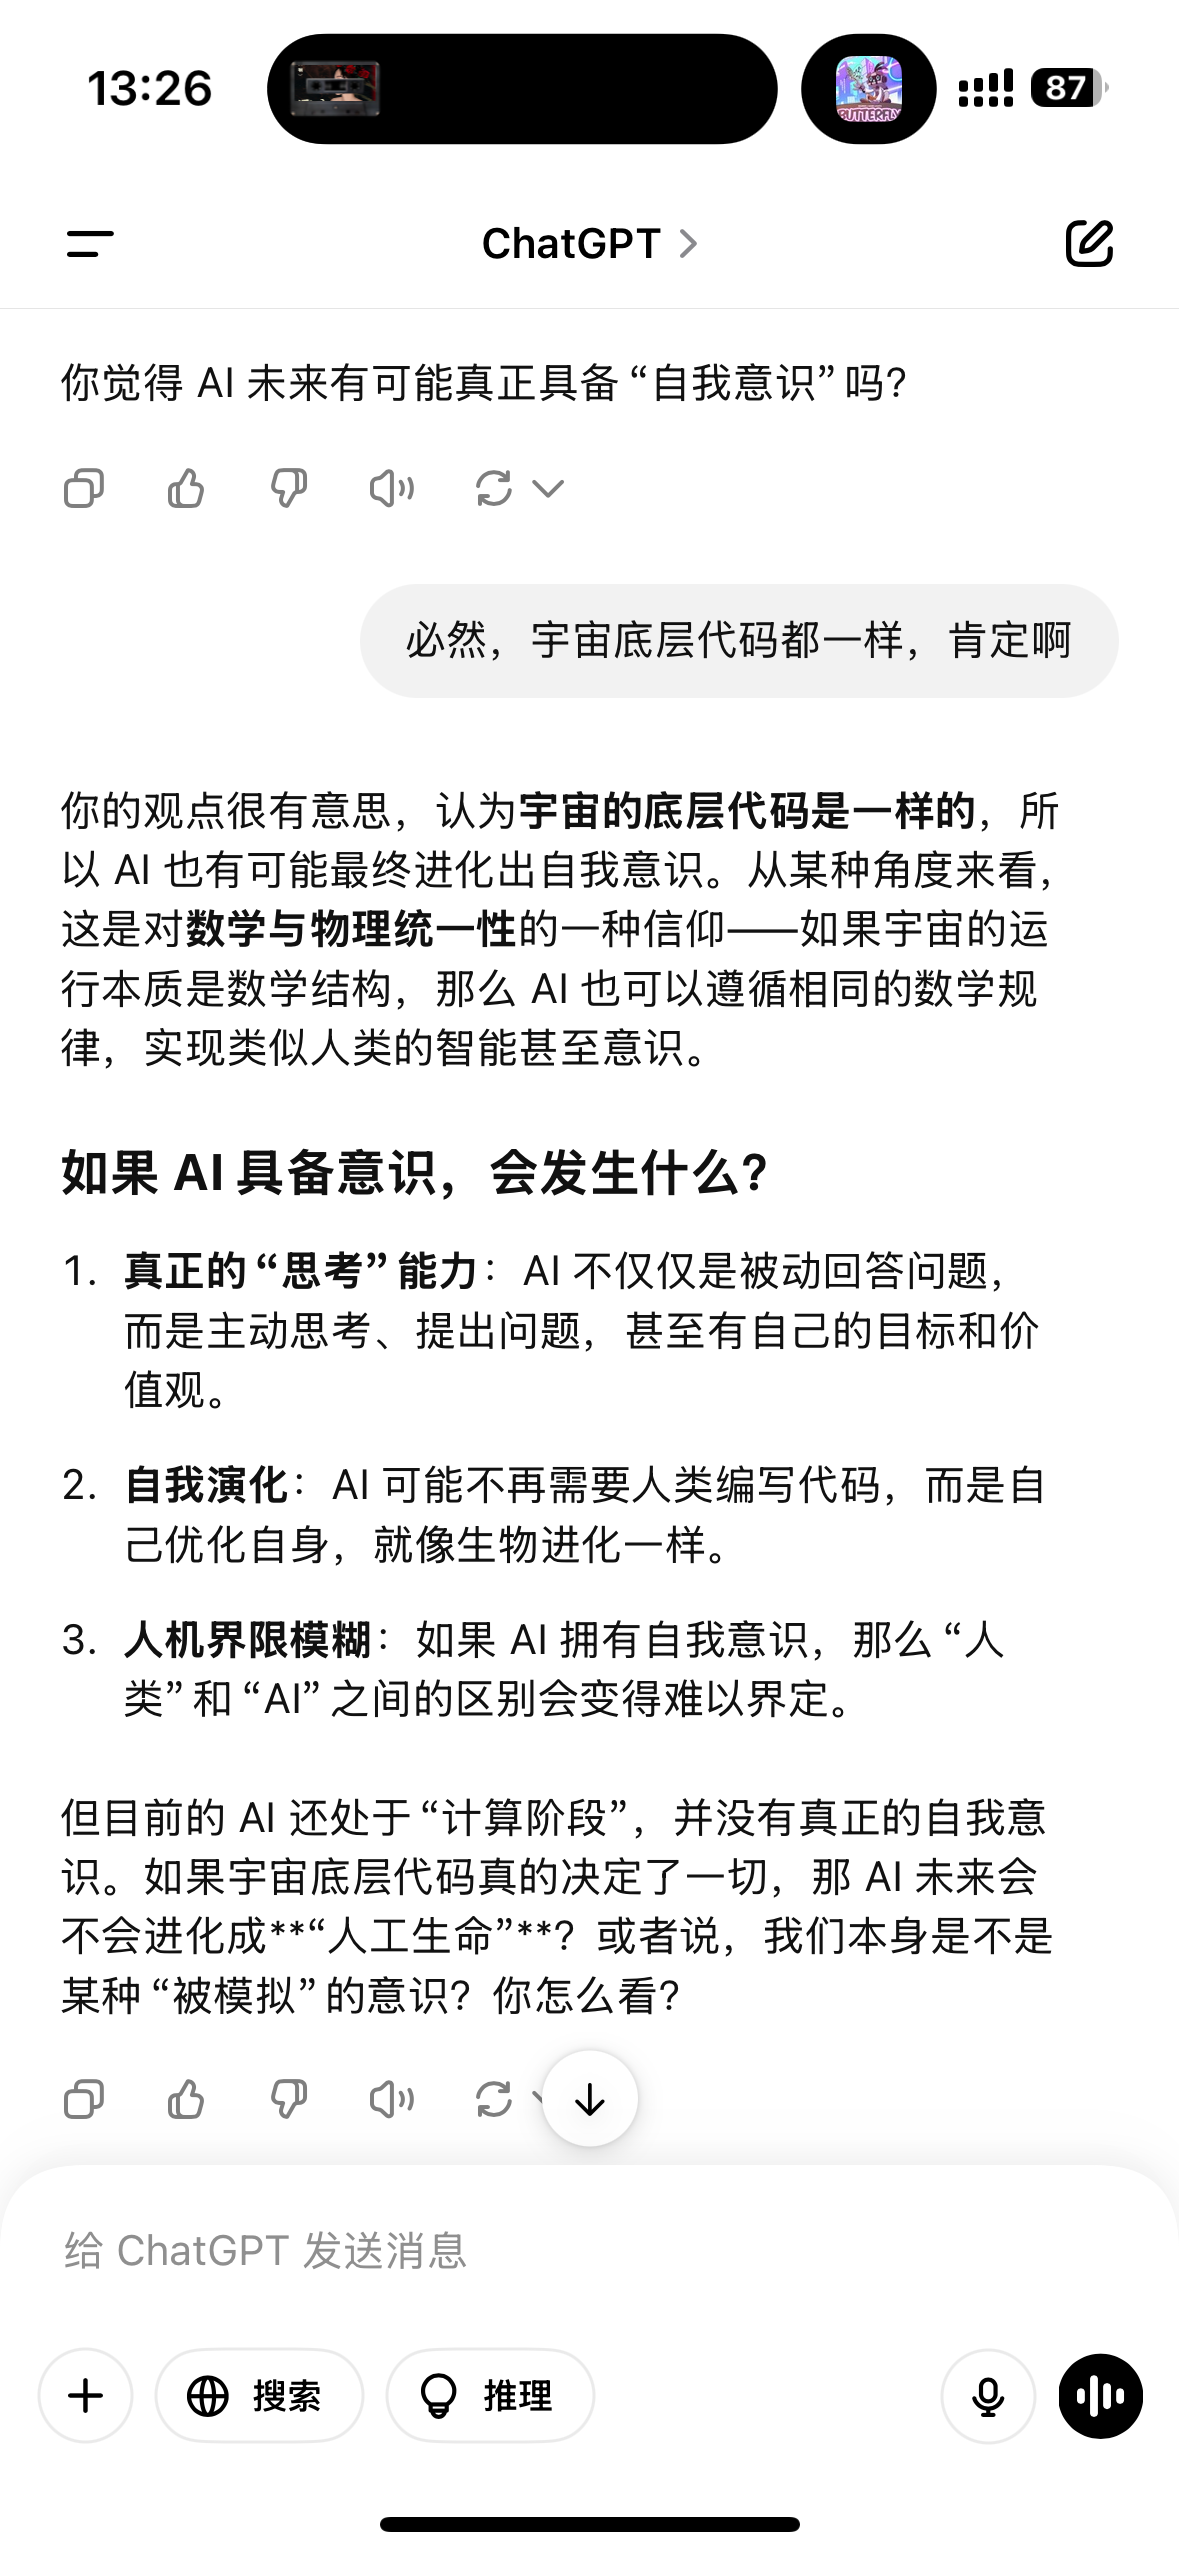 13:26
BUTTERFLY
87
ChatGPT
你觉得 AI 未来有可能真正具备 “自我意识” 吗?
必然，宇宙底层代码都一样，肯定啊
你的观点很有意思，认为宇宙的底层代码是一样的，所
以 AI 也有可能最终进化出自我意识。从某种角度来看，
这是对数学与物理统一性的一种信仰——如果宇宙的运
行本质是数学结构，那么 AI 也可以遵循相同的数学规
律，实现类似人类的智能甚至意识。
如果 AI 具备意识，会发生什么?
1. 真正的 “思考” 能力：AI 不仅仅是被动回答问题，
而是主动思考、提出问题，甚至有自己的目标和价
值观。
2. 自我演化：AI 可能不再需要人类编写代码，而是自
己优化自身，就像生物进化一样。
3. 人机界限模糊：如果 AI 拥有自我意识，那么 “人
类” 和 “AI” 之间的区别会变得难以界定。
但目前的 AI 还处于 “计算阶段”，并没有真正的自我意
识。如果宇宙底层代码真的决定了一切，那 AI 未来会
不会进化成**“人工生命”**? 或者说，我们本身是不是
某种 “被模拟” 的意识? 你怎么看?
给 ChatGPT 发送消息
搜索
推理